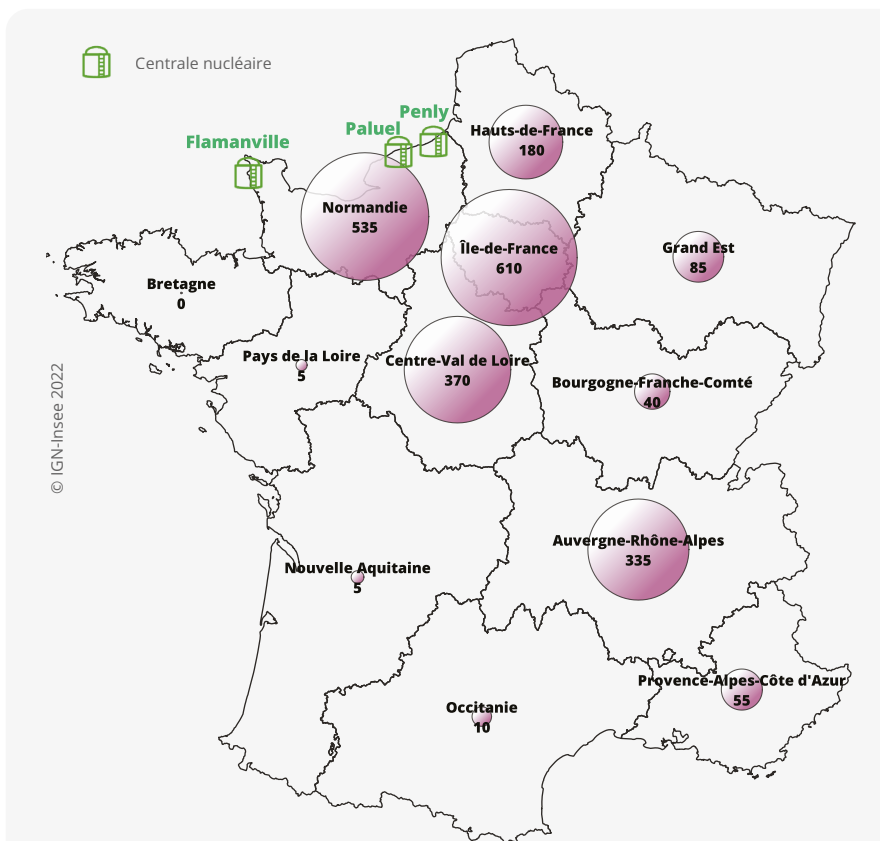 Centrale nucléaire
Penly
Paluel
Flamanville
Hauts-de-France
180
Normandie
535
Île-de-France
610
Grand Est
85
Bretagne
0
Pays de la Loire
5
Centre-Val de Loire
370
Bourgogne-Franche-Comté
40
© IGN-Insee 2022
Auvergne-Rhône-Alpes
335
Nouvelle Aquitaine
5
Provence-Alpes-Côte d'Azur
55
Occitanie
10